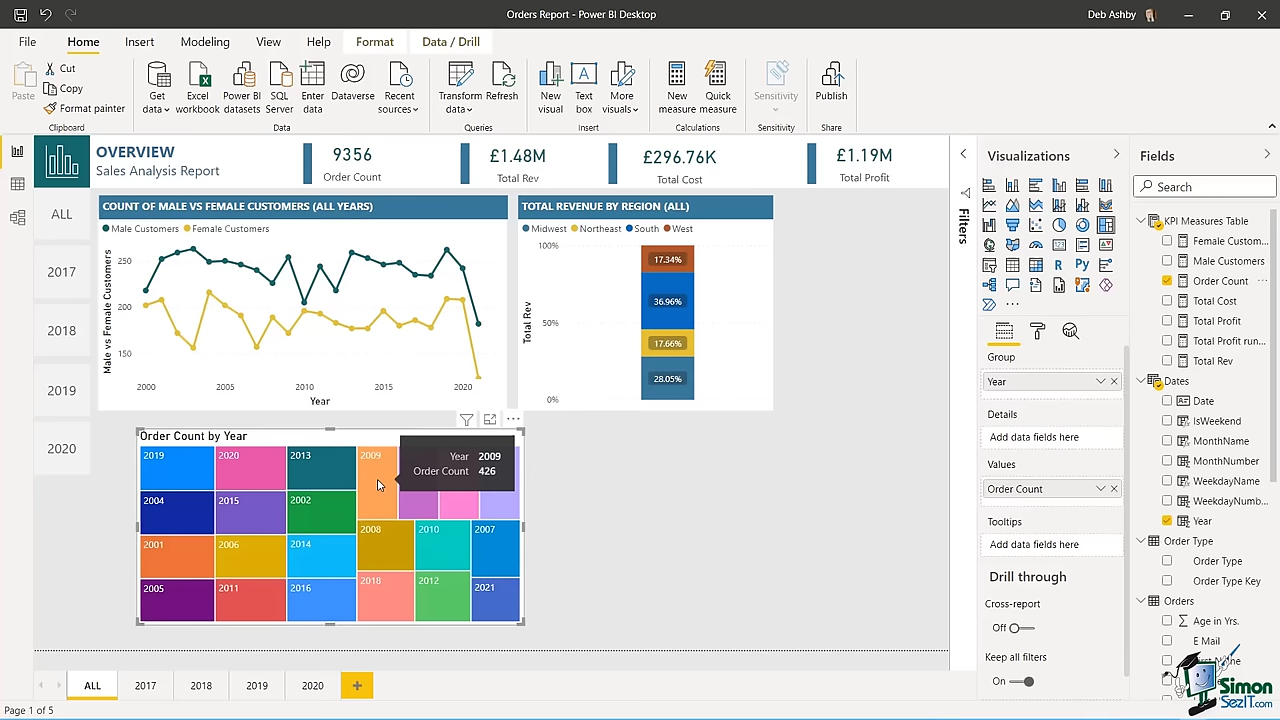 Orders Report - Power BI Desktop
Deb Ashby
File Home Insert Modeling View Help Format Data / Drill
Paste
Cut
Copy
Format painter
Clipboard
Get data
Excel workbook
Power BI datasets
SQL Server
Enter data
Dataverse
Recent sources
Data
Transform data
Refresh
Queries
New visual
Text box
More visuals
Insert
New measure
Quick measure
Calculations
Sensitivity
Sensitivity
Publish
Share
OVERVIEW
Sales Analysis Report
9356
Order Count
£1.48M
Total Rev
£296.76K
Total Cost
£1.19M
Total Profit
ALL
2017
2018
2019
2020
COUNT OF MALE VS FEMALE CUSTOMERS (ALL YEARS)
Male Customers Female Customers
Male vs Female Customers
250
200
150
2000 2005 2010 2015 2020
Year
TOTAL REVENUE BY REGION (ALL)
Midwest Northeast South West
Total Rev
100%
50%
0%
17.34%
36.96%
17.66%
28.05%
Order Count by Year
2019 2020 2013 2009
2004 2015 2002
2008 2010 2007
2001 2006 2014
2018 2012 2021
2005 2011 2016
Year 2009
Order Count 426
Filters
Visualizations
R Py
Group
Year
Details
Add data fields here
Values
Order Count
Tooltips
Add data fields here
Drill through
Cross-report
Off
Keep all filters
On
Fields
Search
KPI Measures Table
Female Custom...
Male Customers
Order Count
Total Cost
Total Profit
Total Profit run...
Total Rev
Dates
Date
IsWeekend
MonthName
MonthNumber
WeekdayName
WeekdayNumb...
Year
Order Type
Order Type
Order Type Key
Orders
Age in Yrs.
E Mail
ALL 2017 2018 2019 2020
Page 1 of 5
Simon
SezIT.com